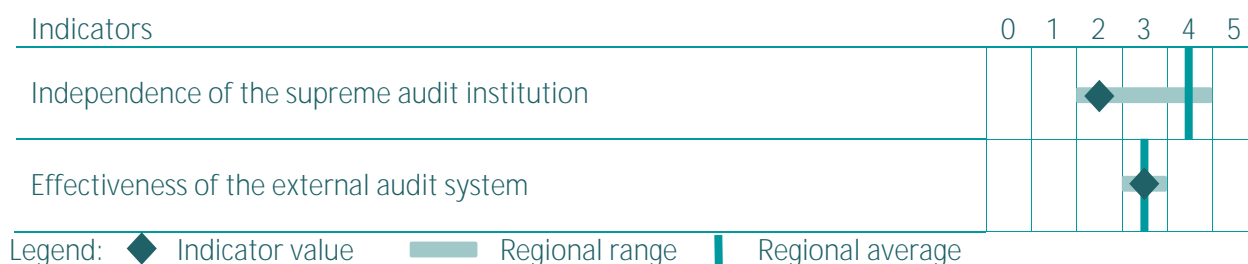 Indicators 0 1 2 3 4 5
Independence of the supreme audit institution
Effectiveness of the external audit system
Legend: Indicator value Regional range Regional average